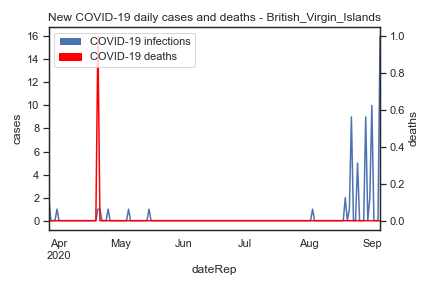 New COVID-19 daily cases and deaths - British_Virgin_Islands
COVID-19 infections
COVID-19 deaths
16
14
12
10
8
6
4
2
0
cases
1.0
0.8
0.6
0.4
0.2
0.0
deaths
Apr May Jun Jul Aug Sep
2020
dateRep